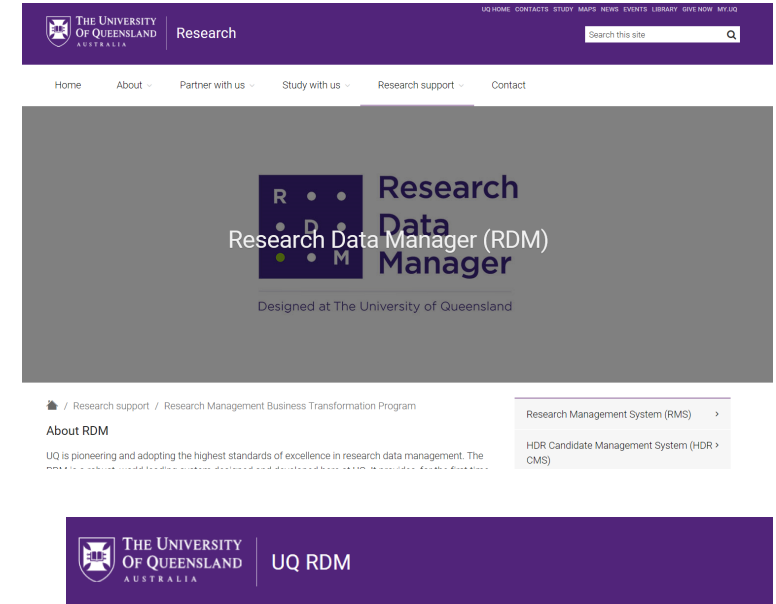 UQ HOME CONTACTS STUDY MAPS NEWS EVENTS LIBRARY GIVE NOW MY.UQ
THE UNIVERSITY
OF QUEENSLAND
AUSTRALIA
Research
Search this site
Home About Partner with us Study with us Research support Contact
R D M
Research
Data
Manager
Research Data Manager (RDM)
Designed at The University of Queensland
/ Research support / Research Management Business Transformation Program
About RDM
UQ is pioneering and adopting the highest standards of excellence in research data management. The
Research Management System (RMS)
HDR Candidate Management System (HDR
CMS)
THE UNIVERSITY
OF QUEENSLAND
AUSTRALIA
UQ RDM